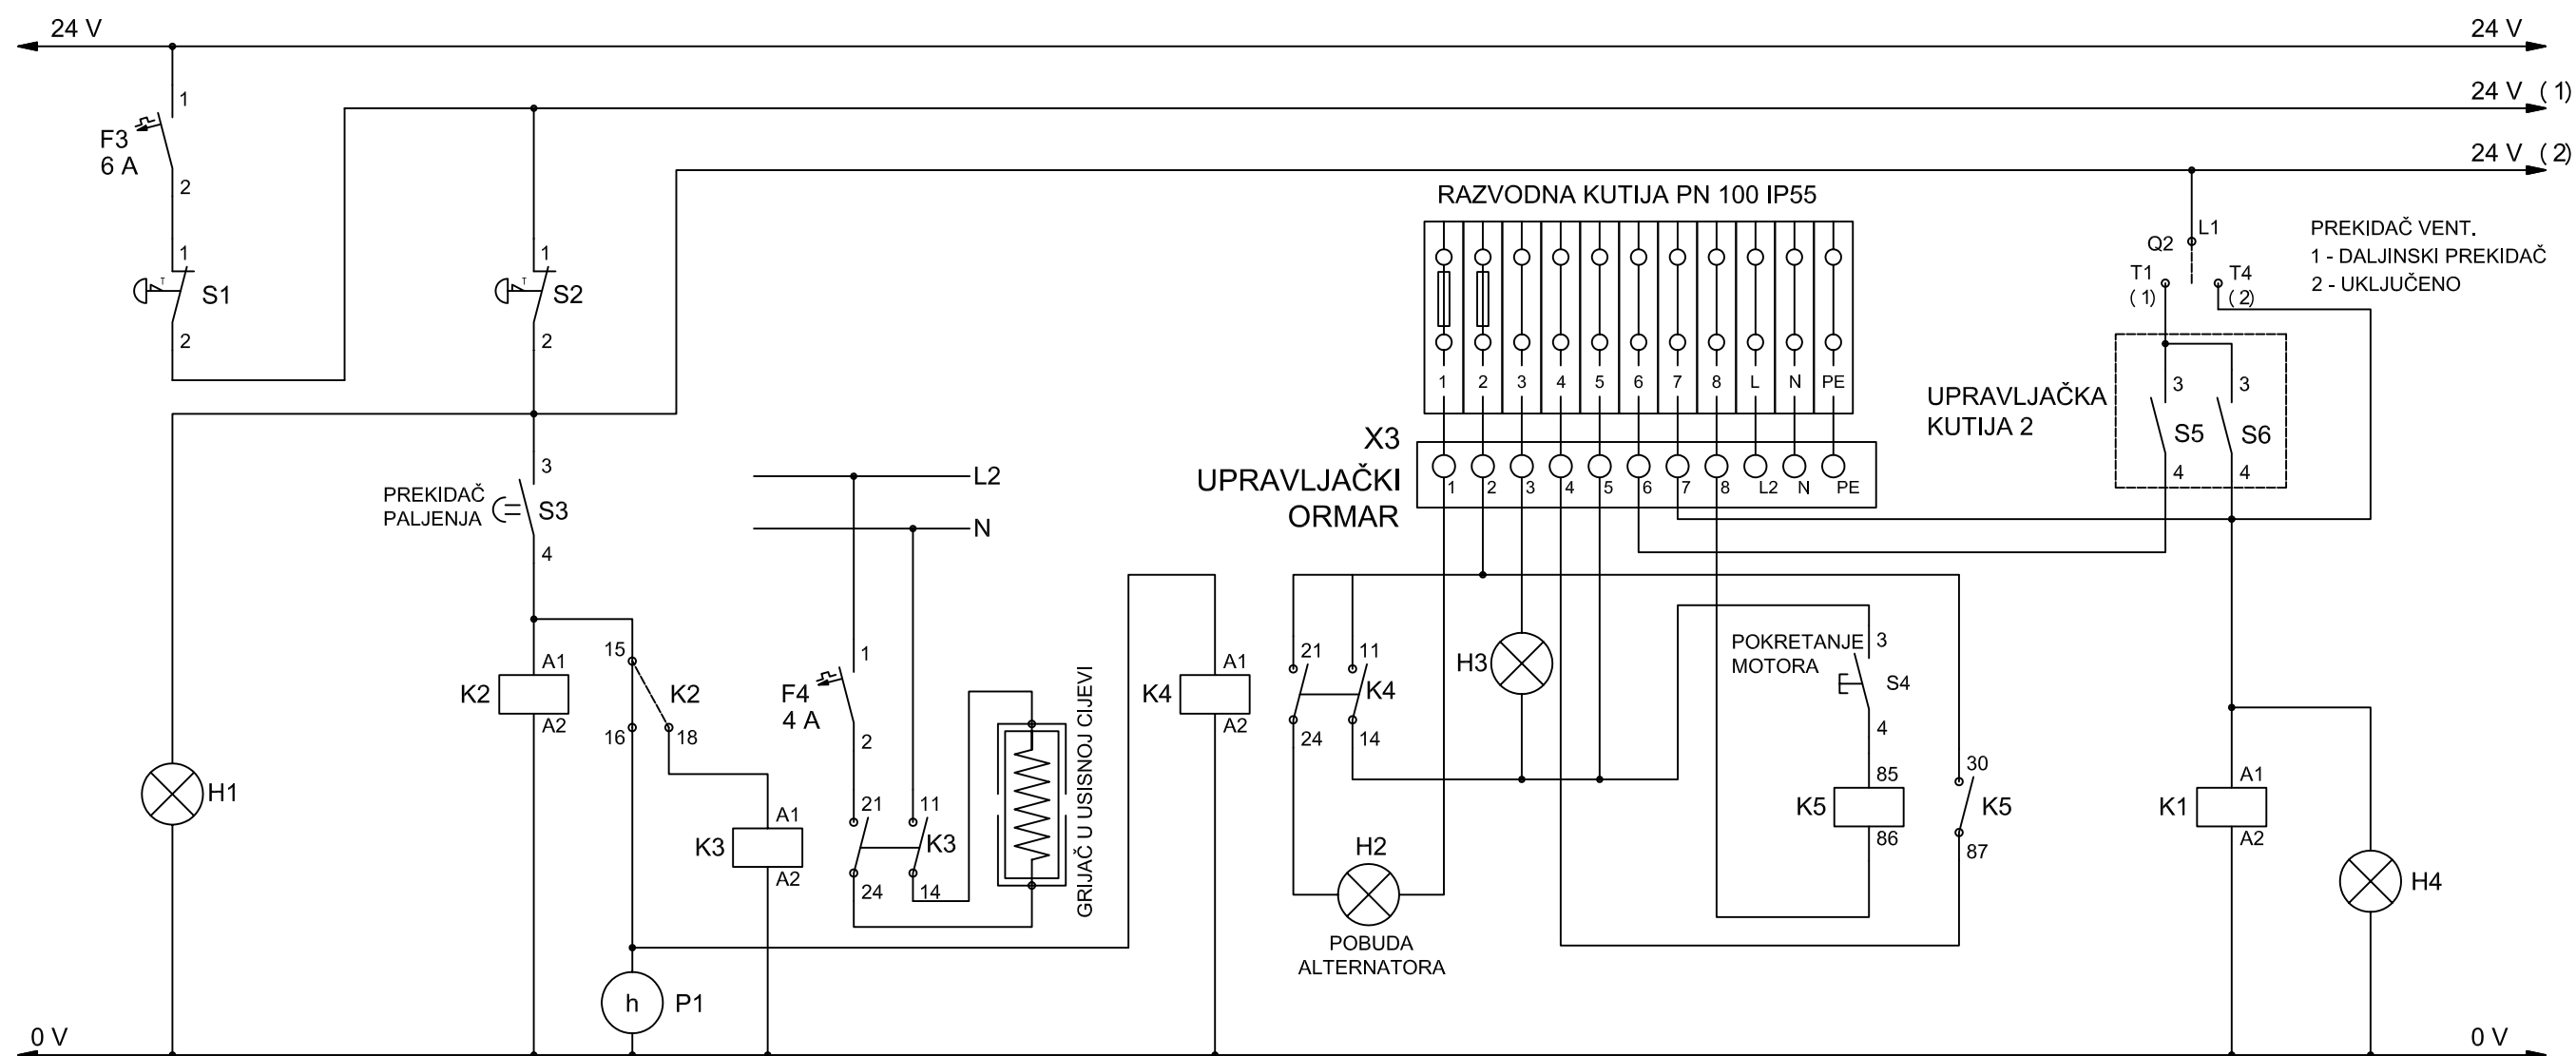 24 V
24 V
24 V (1)
24 V (2)
1
F3
6 A
2
1
S1
2
1
S2
2
RAZVODNA KUTIJA PN 100 IP55
1 2 3 4 5 6 7 8 L N PE
X3
UPRAVLJAČKI
ORMAR
1 2 3 4 5 6 7 8 L2 N PE
L1
Q2
T1
(1)
T4
(2)
PREKIDAČ VENT.
1 - DALJINSKI PREKIDAČ
2 - UKLJUČENO
UPRAVLJAČKA
KUTIJA 2
3
S5
4
3
S6
4
PREKIDAČ
PALJENJA
3
S3
4
L2
N
A1
K2
A2
15
K2
16
18
1
F4
4 A
2
A1
K3
A2
21
11
K3
24
14
GRIJAČ U USISNOJ CIJEVI
A1
K4
A2
21
11
K4
24
14
H3
POKRETANJE
MOTORA
3
S4
4
85
K5
86
30
K5
87
A1
K1
A2
H1
H2
POBUDA
ALTERNATORA
H4
h
P1
T
T
0 V
0 V